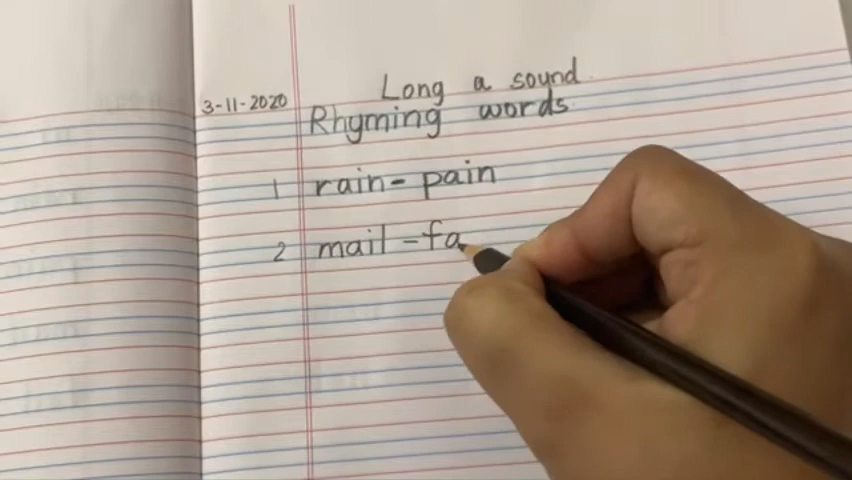 Long a sound
3-11-2020 Rhyming words
1 rain - pain
2 mail - fa